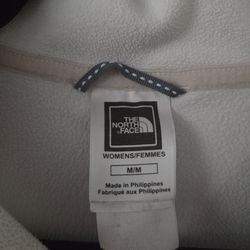 THE
NORTH
FACE
WOMENS/FEMMES
M/M
Made in Philippines
Fabriqué aux Philippines